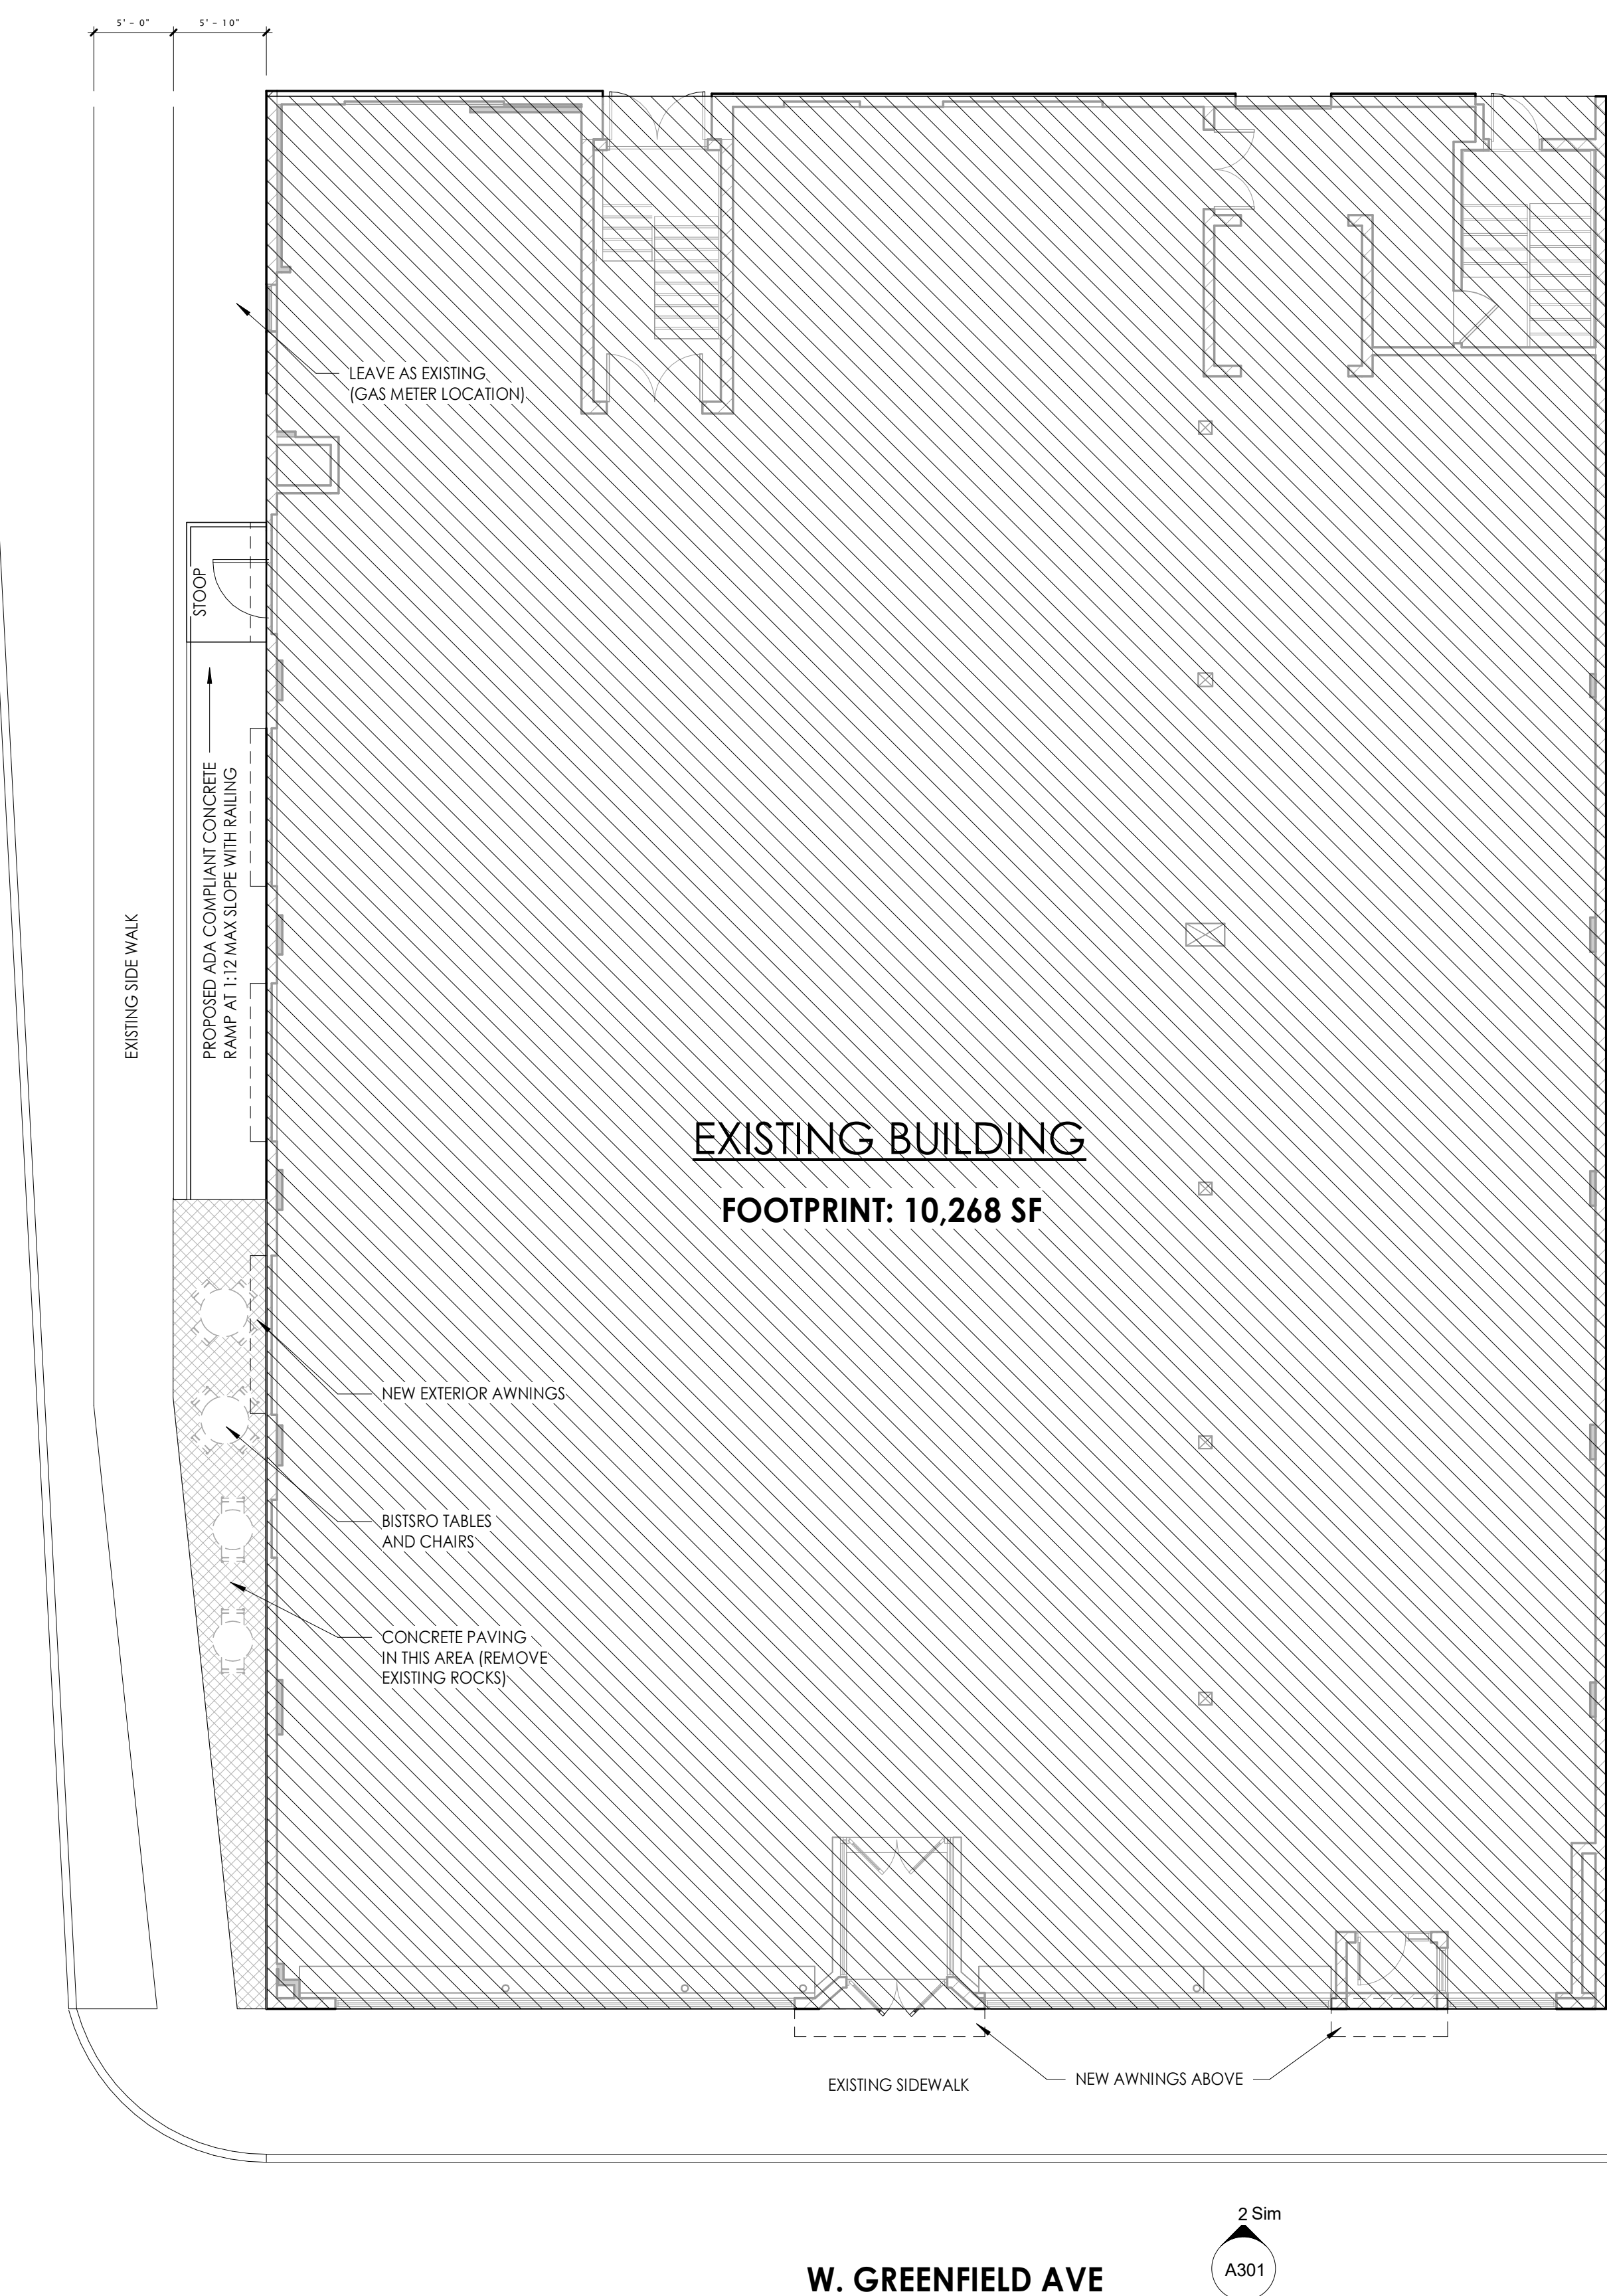 5' - 0"
5' - 10"
LEAVE AS EXISTING
(GAS METER LOCATION)
STOOP
PROPOSED ADA COMPLIANT CONCRETE
RAMP AT 1:12 MAX SLOPE WITH RAILING
EXISTING SIDE WALK
EXISTING BUILDING
FOOTPRINT: 10,268 SF
NEW EXTERIOR AWNINGS
BISTSRO TABLES
AND CHAIRS
CONCRETE PAVING
IN THIS AREA (REMOVE
EXISTING ROCKS)
EXISTING SIDEWALK
NEW AWNINGS ABOVE
2 Sim
A301
W. GREENFIELD AVE